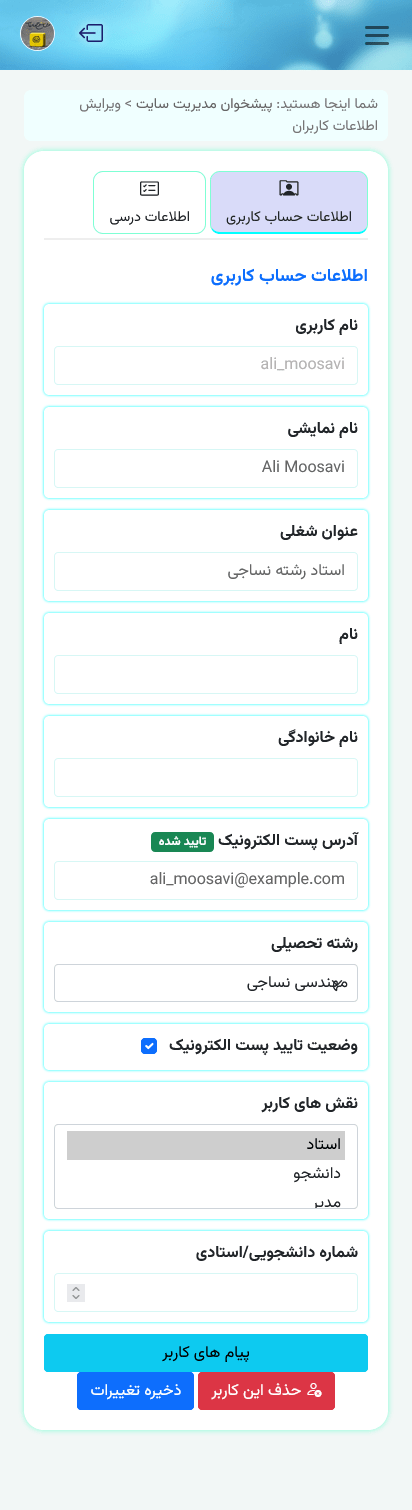 شما اینجا هستید: پیشخوان مدیریت سایت > ویرایش
اطلاعات کاربران
اطلاعات حساب کاربری
اطلاعات درسی
اطلاعات حساب کاربری
نام کاربری
ali_moosavi
نام نمایشی
Ali Moosavi
عنوان شغلی
استاد رشته نساجی
نام
نام خانوادگی
آدرس پست الکترونیک تایید شده
ali_moosavi@example.com
رشته تحصیلی
مهندسی نساجی
وضعیت تایید پست الکترونیک
نقش های کاربر
استاد
دانشجو
مدیر
شماره دانشجویی/استادی
پیام های کاربر
حذف این کاربر
ذخیره تغییرات